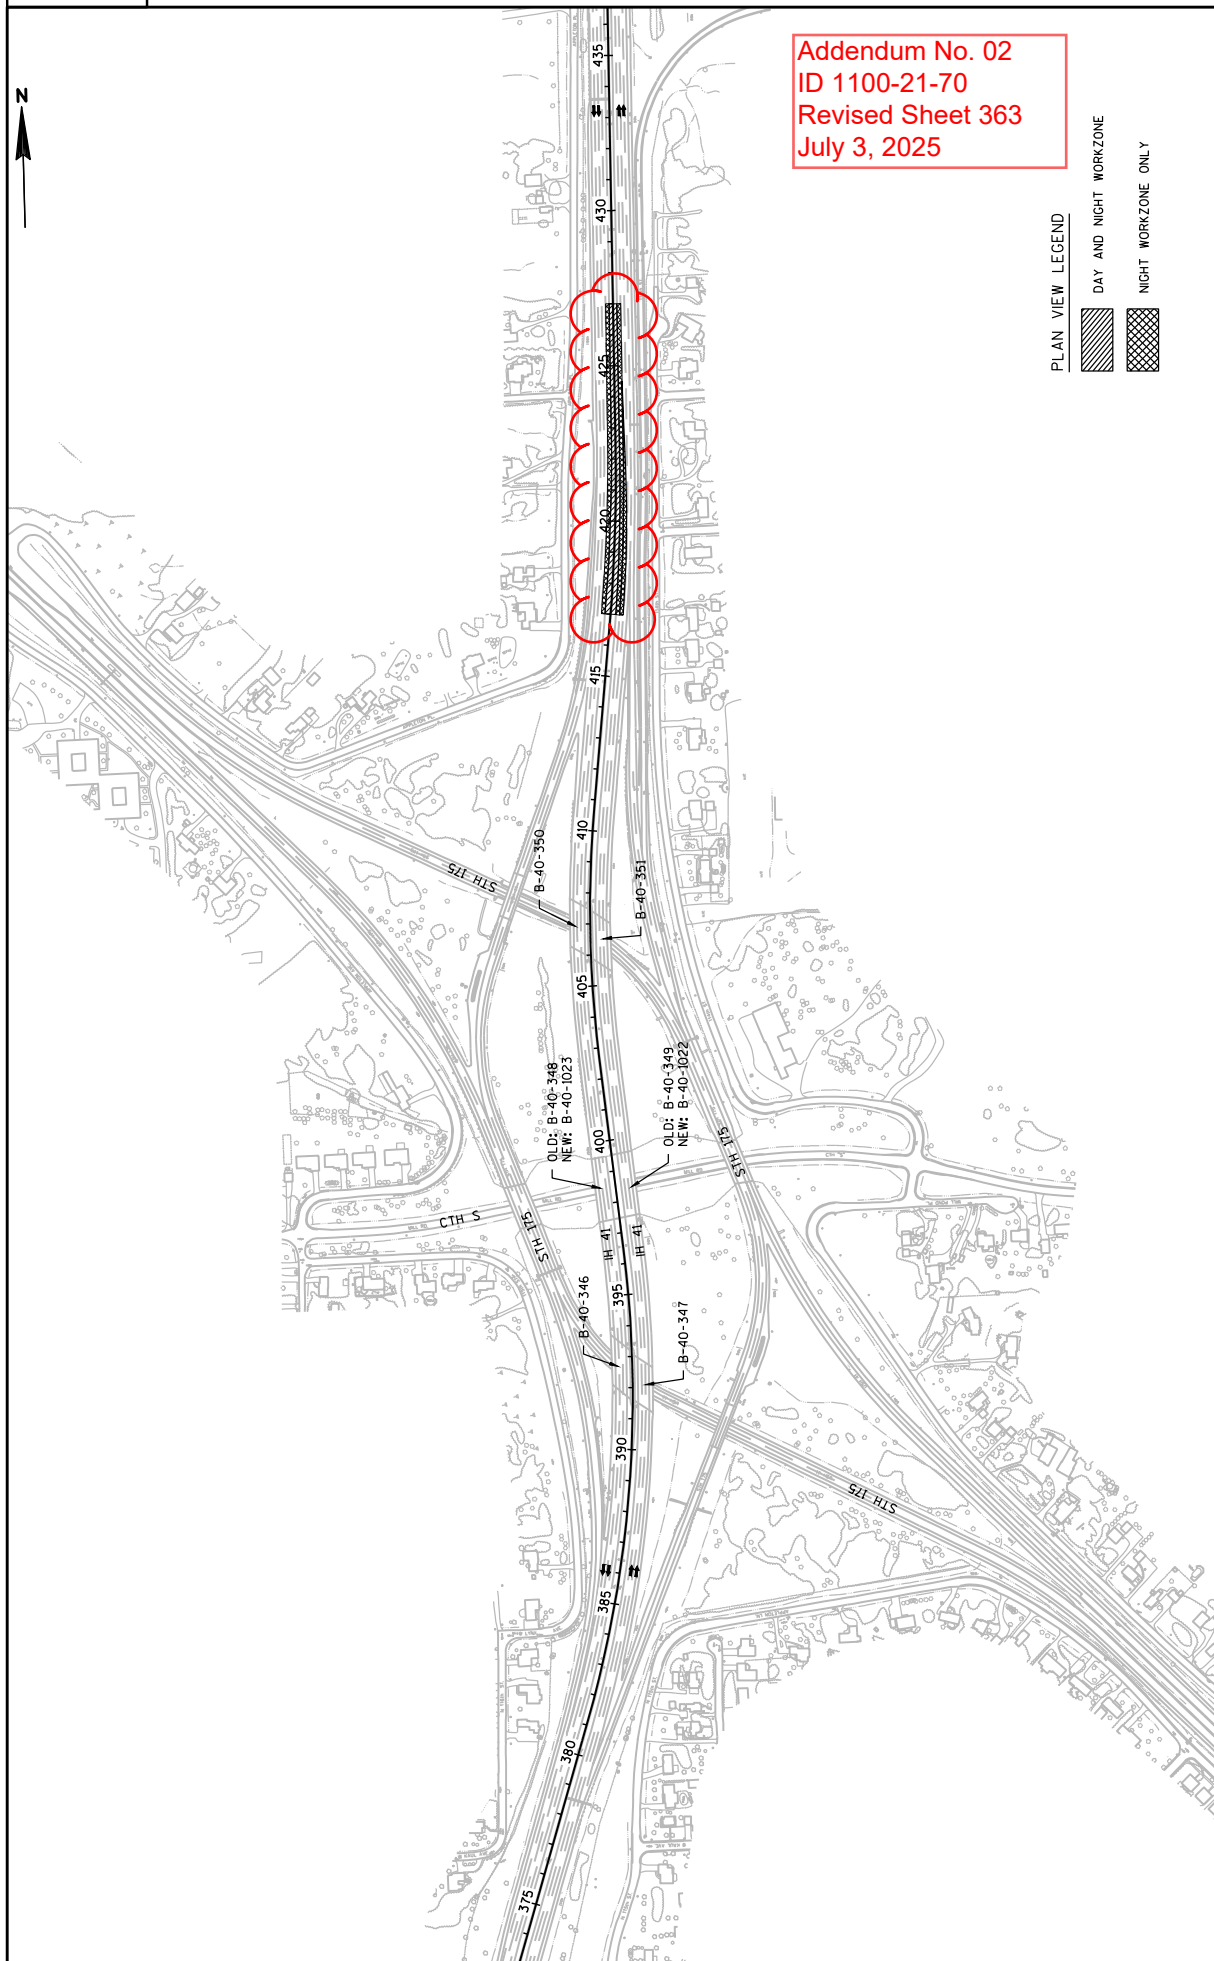 N
Addendum No. 02
ID 1100-21-70
Revised Sheet 363
July 3, 2025
PLAN VIEW LEGEND
DAY AND NIGHT WORKZONE
NIGHT WORKZONE ONLY
435
430
425
420
415
APPLETON PL
410
B-40-350
B-40-351
STH 175
405
OLD: B-40-348
NEW: B-40-1023
OLD: B-40-349
NEW: B-40-1022
400
STH 175
CTH S
STH 175
IH 41
IH 41
395
B-40-346
B-40-347
390
STH 175
385
380
375